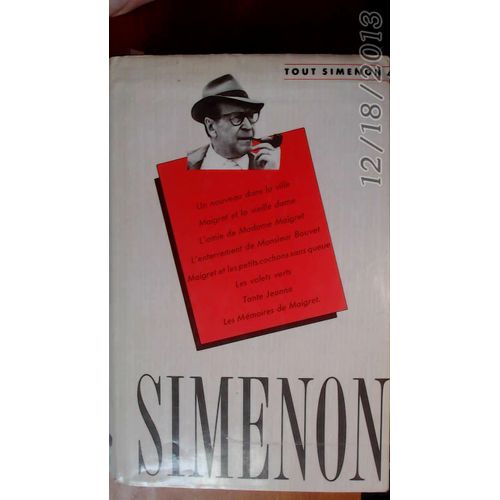 TOUT SIMENON
12/18/2013
Un nouveau dans la ville
Maigret et la vieille dame
L'amie de Madame Maigret
L'enterrement de Monsieur Bouvet
Maigret et les petits cochons sans queue
Les volets verts
Tante Jeanne
Les Mémoires de Maigret.
SIMENON